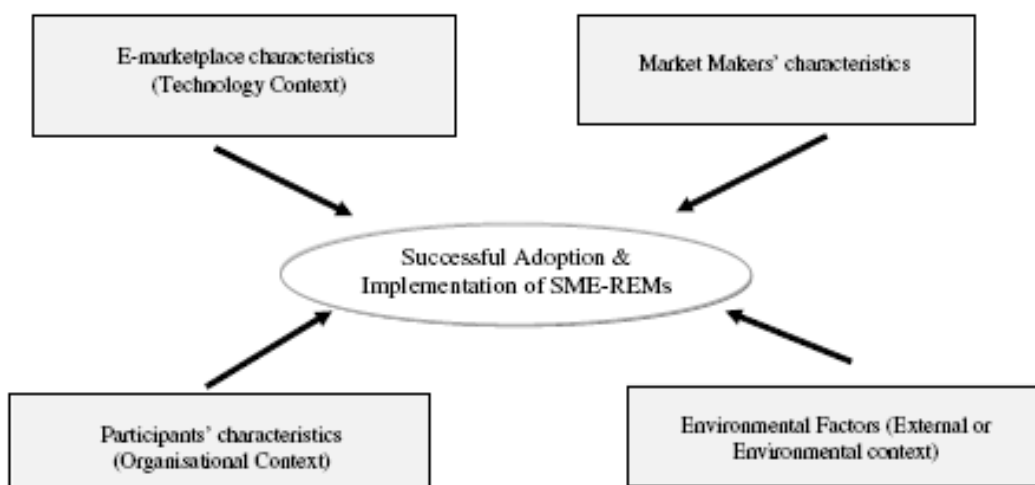 E-marketplace characteristics
(Technology Context)
Market Makers' characteristics
Successful Adoption &
Implementation of SME-REMs
Participants' characteristics
(Organisational Context)
Environmental Factors (External or
Environmental context)